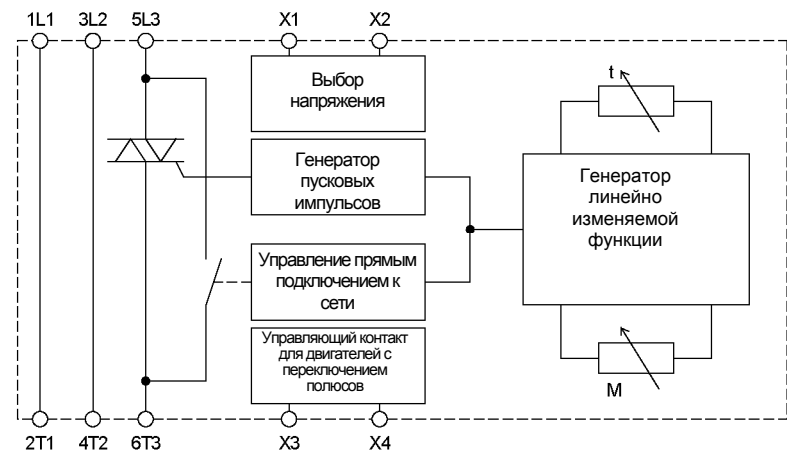 1L1 3L2 5L3 X1 X2
Выбор
напряжения
t
Генератор
пусковых
импульсов
Генератор
линейно
изменяемой
функции
Управление прямым
подключением к
сети
Управляющий контакт
для двигателей с
переключением
полюсов
M
2T1 4T2 6T3 X3 X4